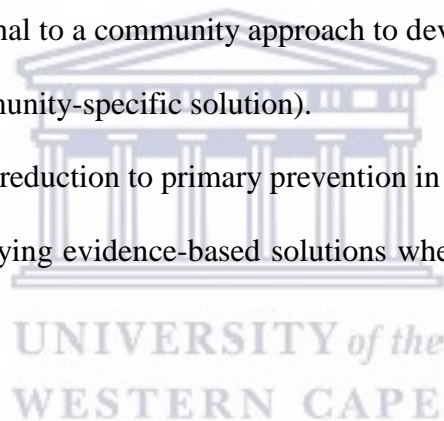 nal to a community approach to dev
munity-specific solution).
reduction to primary prevention in
ying evidence-based solutions whe
UNIVERSITY of the
WESTERN CAPE